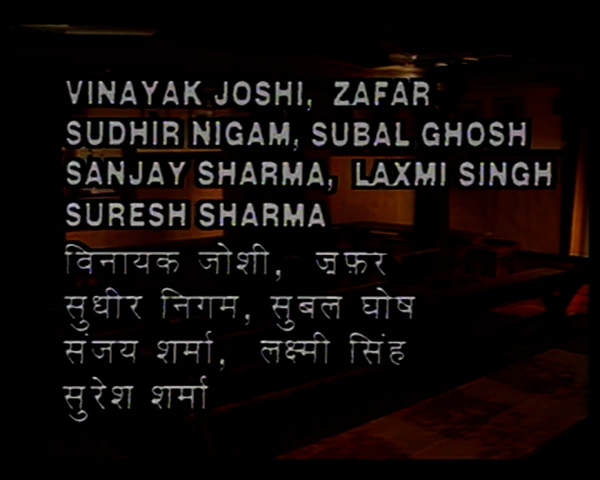 VINAYAK JOSHI, ZAFAR
SUDHIR NIGAM, SUBAL GHOSH
SANJAY SHARMA, LAXMI SINGH
SURESH SHARMA
विनायक जोशी, ज़फ़र
सुधीर निगम, सुबल घोष
संजय शर्मा, लक्ष्मी सिंह
सुरेश शर्मा